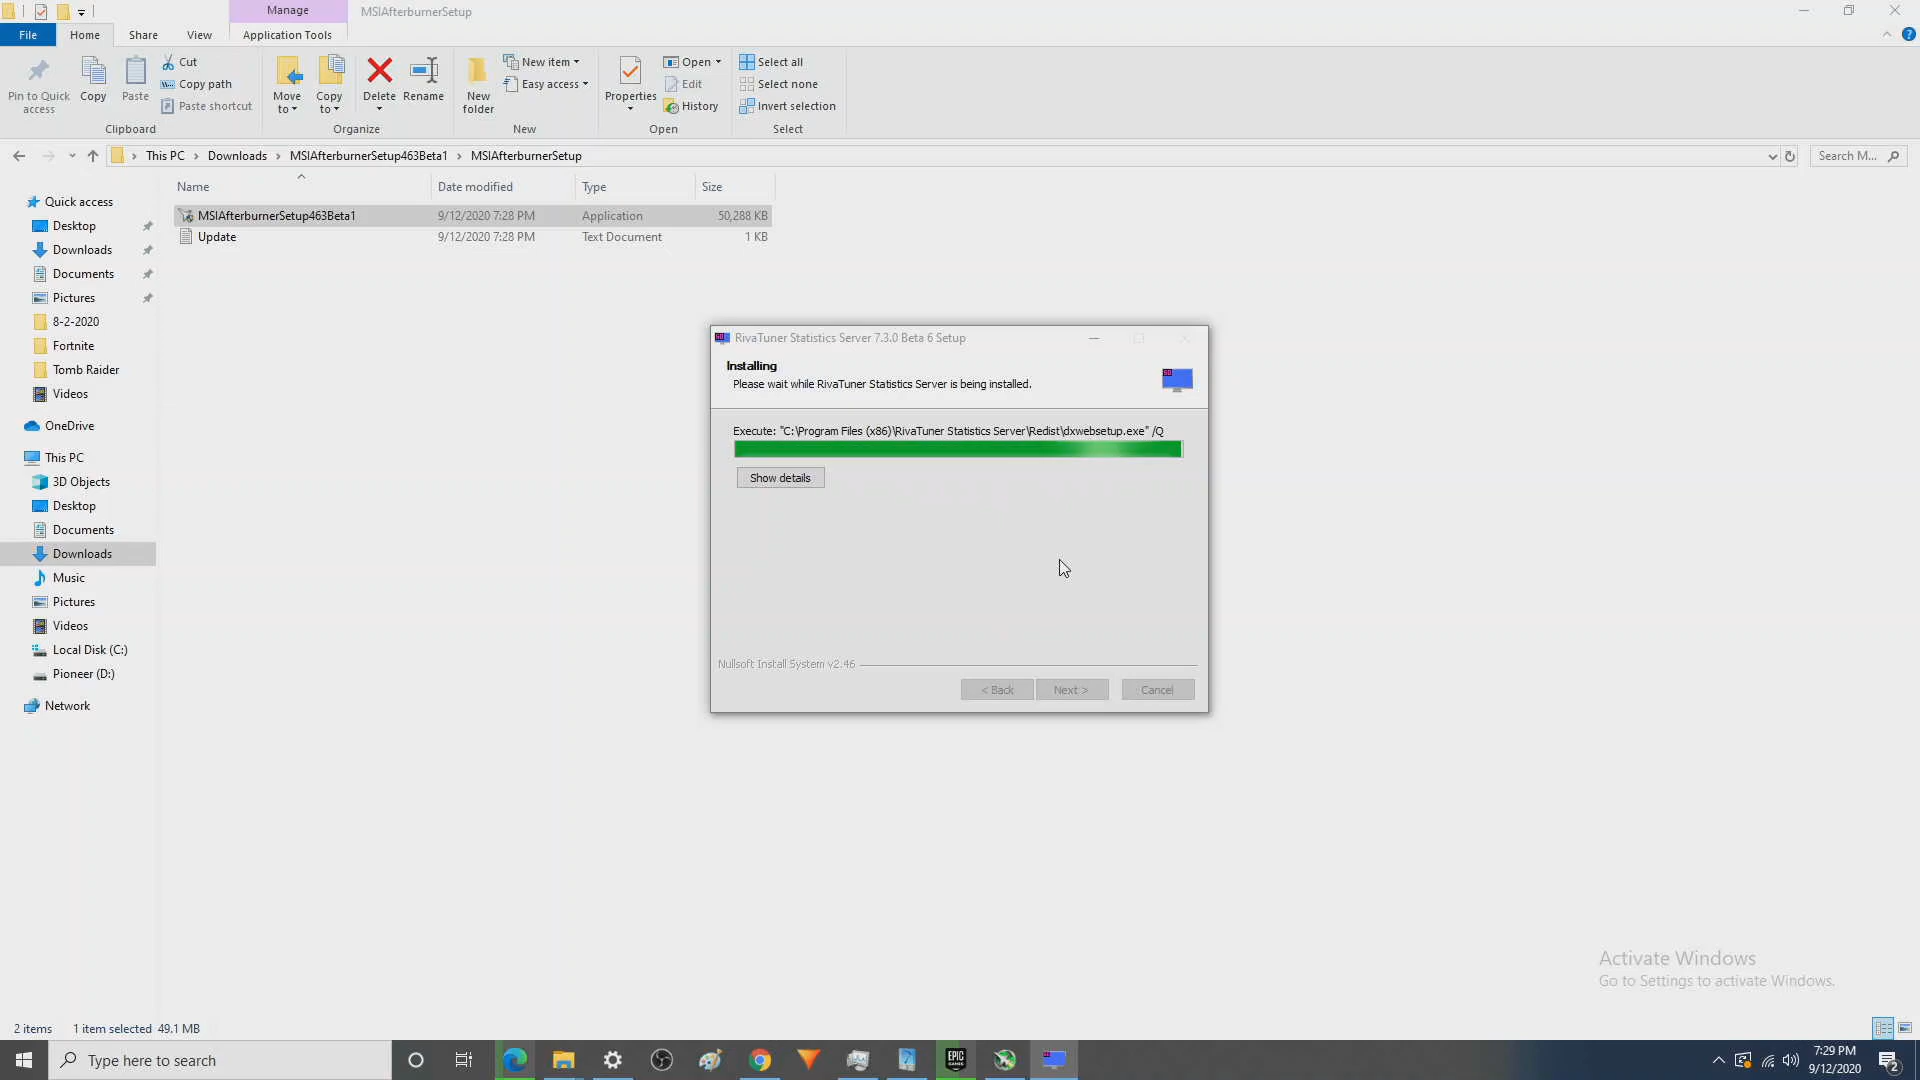 Manage
MSIAfterburnerSetup
File
Home
Share
View
Application Tools
Pin to Quick access
Copy
Paste
Cut
Copy path
Paste shortcut
Clipboard
Move to
Copy to
Delete
Rename
Organize
New folder
New item
Easy access
New
Properties
Open
Edit
History
Open
Select all
Select none
Invert selection
Select
This PC > Downloads > MSIAfterburnerSetup463Beta1 > MSIAfterburnerSetup
Search M...
Name
Date modified
Type
Size
MSIAfterburnerSetup463Beta1 9/12/2020 7:28 PM Application 50,288 KB
Update 9/12/2020 7:28 PM Text Document 1 KB
Quick access
Desktop
Downloads
Documents
Pictures
8-2-2020
Fortnite
Tomb Raider
Videos
OneDrive
This PC
3D Objects
Desktop
Documents
Downloads
Music
Pictures
Videos
Local Disk (C:)
Pioneer (D:)
Network
RivaTuner Statistics Server 7.3.0 Beta 6 Setup
Installing
Please wait while RivaTuner Statistics Server is being installed.
Execute: "C:\Program Files (x86)\RivaTuner Statistics Server\Redist\dxwebsetup.exe" /Q
Show details
Nullsoft Install System v2.46
< Back
Next >
Cancel
Activate Windows
Go to Settings to activate Windows.
2 items 1 item selected 49.1 MB
Type here to search
EPIC
GAMES
7:29 PM
9/12/2020
2